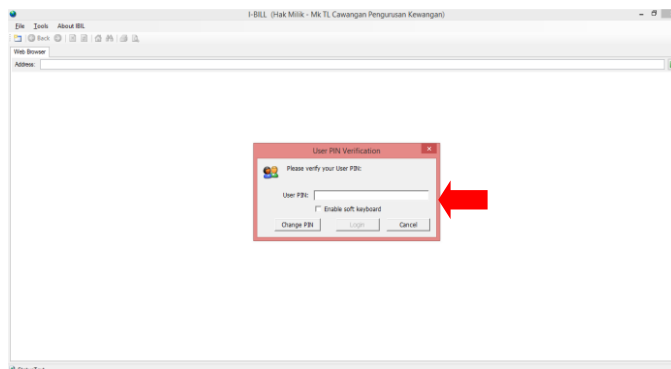 I-BILL (Hak Milik - Mk TL Cawangan Pengurusan Kewangan)
File Tools About IBIL
Back
Web Browser
Address:
User PIN Verification
Please verify your User PIN:
User PIN:
Enable soft keyboard
Change PIN Login Cancel